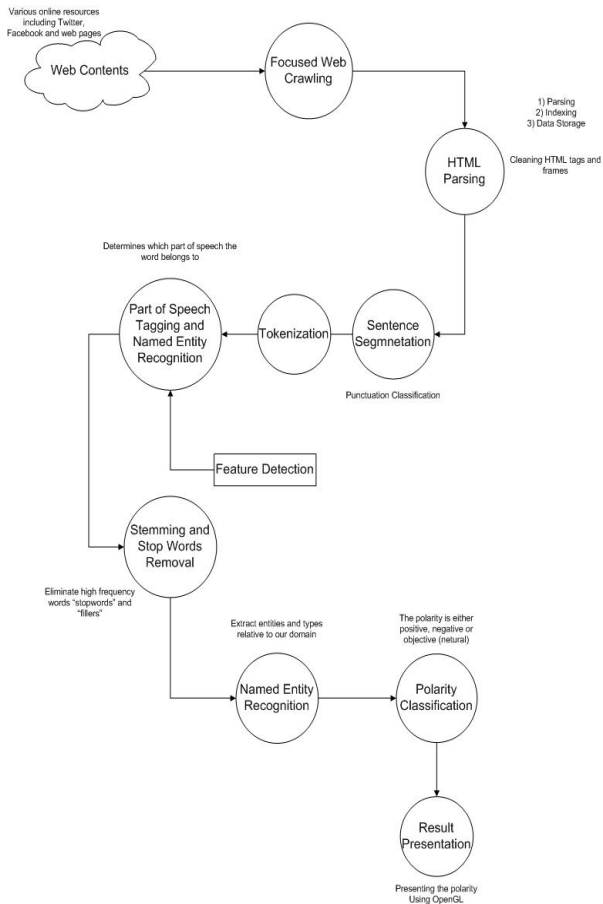 Various online resources
including Twitter,
Facebook and web pages
Web Contents
Focused Web
Crawling
1) Parsing
2) Indexing
3) Data Storage
HTML
Parsing
Cleaning HTML tags and
frames
Determines which part of speech the
word belongs to
Part of Speech
Tagging and
Named Entity
Recognition
Tokenization
Sentence
Segmnetation
Punctuation Classification
Feature Detection
Stemming and
Stop Words
Removal
Eliminate high frequency
words “stopwords” and
“fillers”
Extract entities and types
relative to our domain
The polarity is either
positive, negative or
objective (netural)
Named Entity
Recognition
Polarity
Classification
Result
Presentation
Presenting the polarity
Using OpenGL